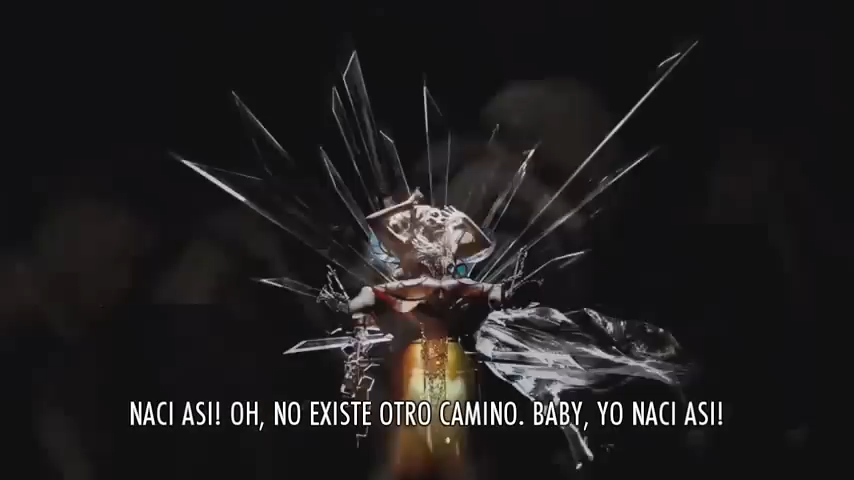 NACI ASI! OH, NO EXISTE OTRO CAMINO. BABY, YO NACI ASI!